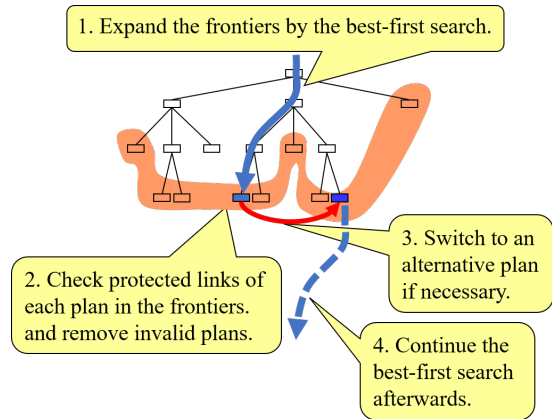 1. Expand the frontiers by the best-first search.
2. Check protected links of
each plan in the frontiers.
and remove invalid plans.
3. Switch to an
alternative plan
if necessary.
4. Continue the
best-first search
afterwards.